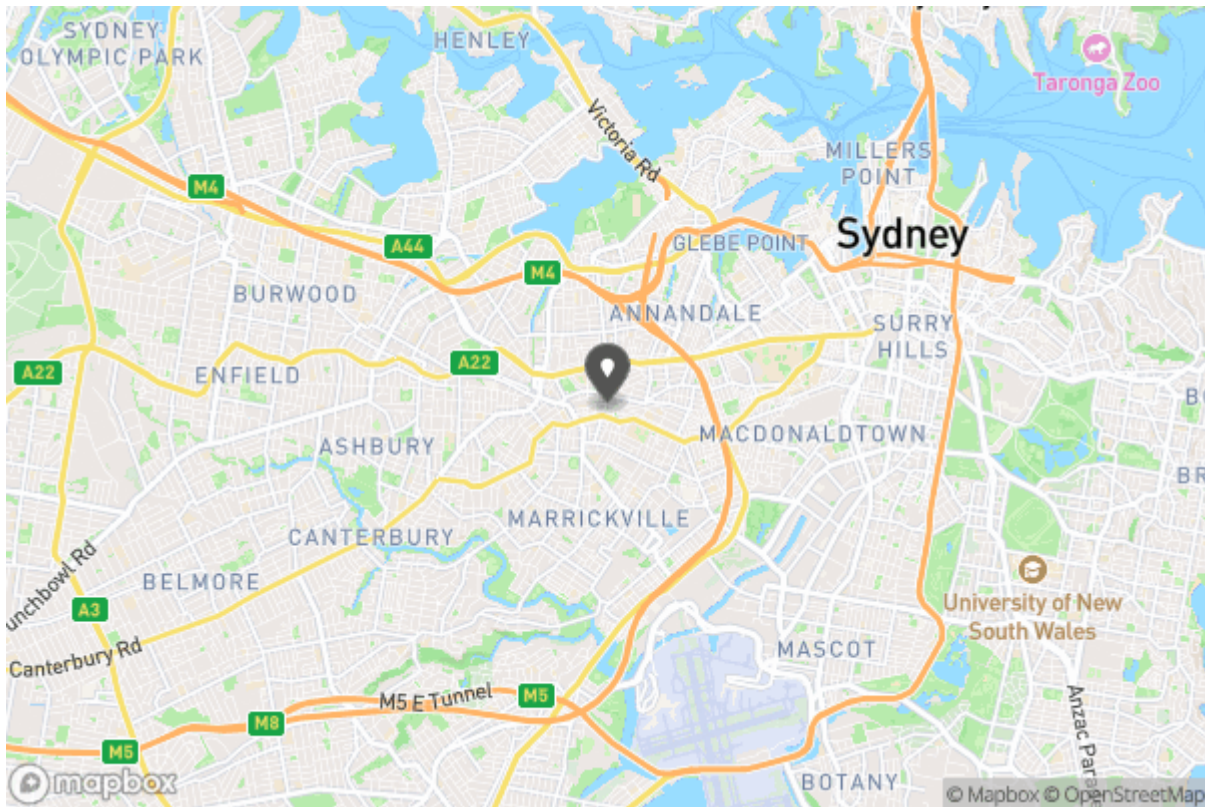 SYDNEY
OLYMPIC PARK
HENLEY
Taronga Zoo
Victoria Rd
MILLERS
POINT
M4
Sydney
A44
GLEBE POINT
M4
BURWOOD
ANNANDALE
SURRY
HILLS
A22
A22
ENFIELD
MACDONALDTOWN
ASHBURY
MARRICKVILLE
CANTERBURY
unchbowl Rd
BELMORE
A3
University of New
South Wales
Canterbury Rd
MASCOT
M5 E Tunnel
M5
M8
M5
Anzac Para
BOTANY
mapbox
© Mapbox © OpenStreetMap